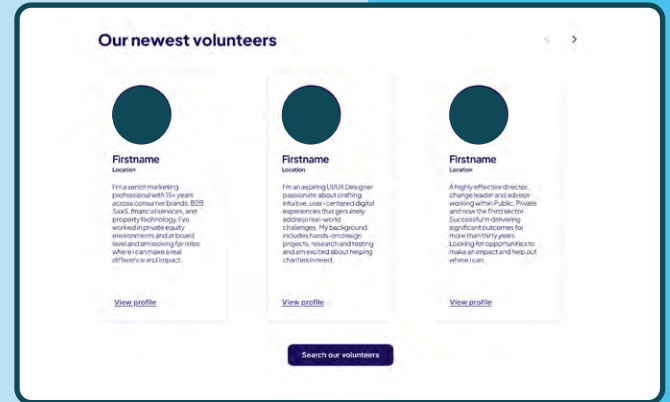 Our newest volunteers
Firstname
Location
I'm a senior marketing
professional with 15+ years
across consumer brands, B2B
SaaS, financial services, and
property technology. I've
worked in private equity
environments and at board
level and am looking for roles
where I can make a real
difference and impact.
View profile
Firstname
Location
I'm an aspiring UI/UX Designer
passionate about crafting
intuitive, user-centered digital
experiences that genuinely
address real-world
challenges. My background
includes hands-on design
projects, research and testing
and am excited about helping
charities in need.
View profile
Firstname
Location
A highly effective director,
change leader and advisor
working within Public, Private
and now the Third sector.
Successful in delivering
significant outcomes for
more than thirty years.
Looking for opportunities to
make an impact and help out
where I can.
View profile
Search our volunteers